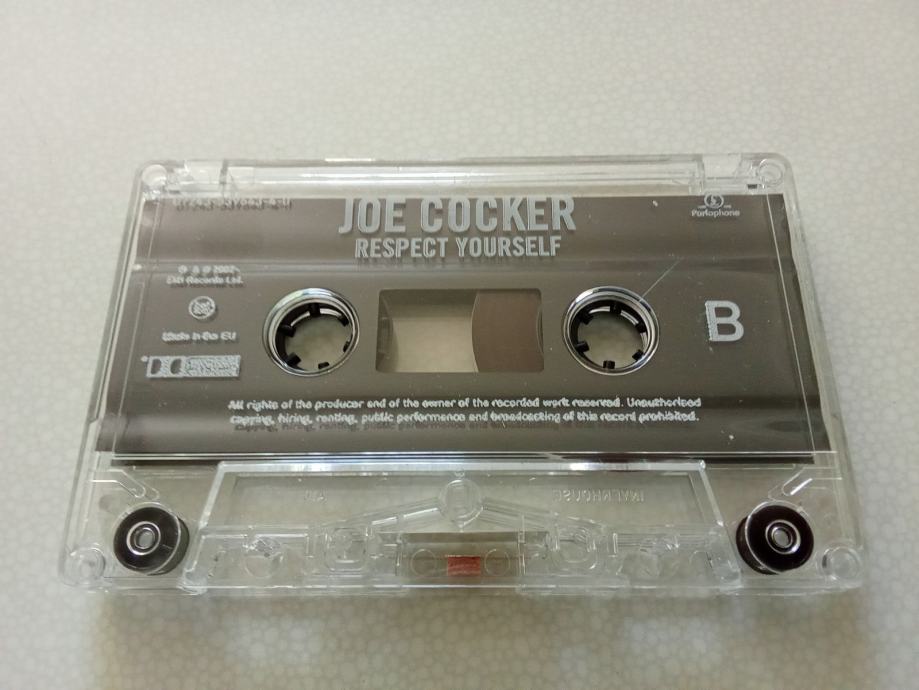 JOE COCKER
Parlophone
RESPECT YOURSELF
℗ & © 2002
EMI Records Ltd.
B
Made in the EU
All rights of the producer and of the owner of the recorded work reserved. Unauthorised
copying, hiring, renting, public performance and broadcasting of this record prohibited.